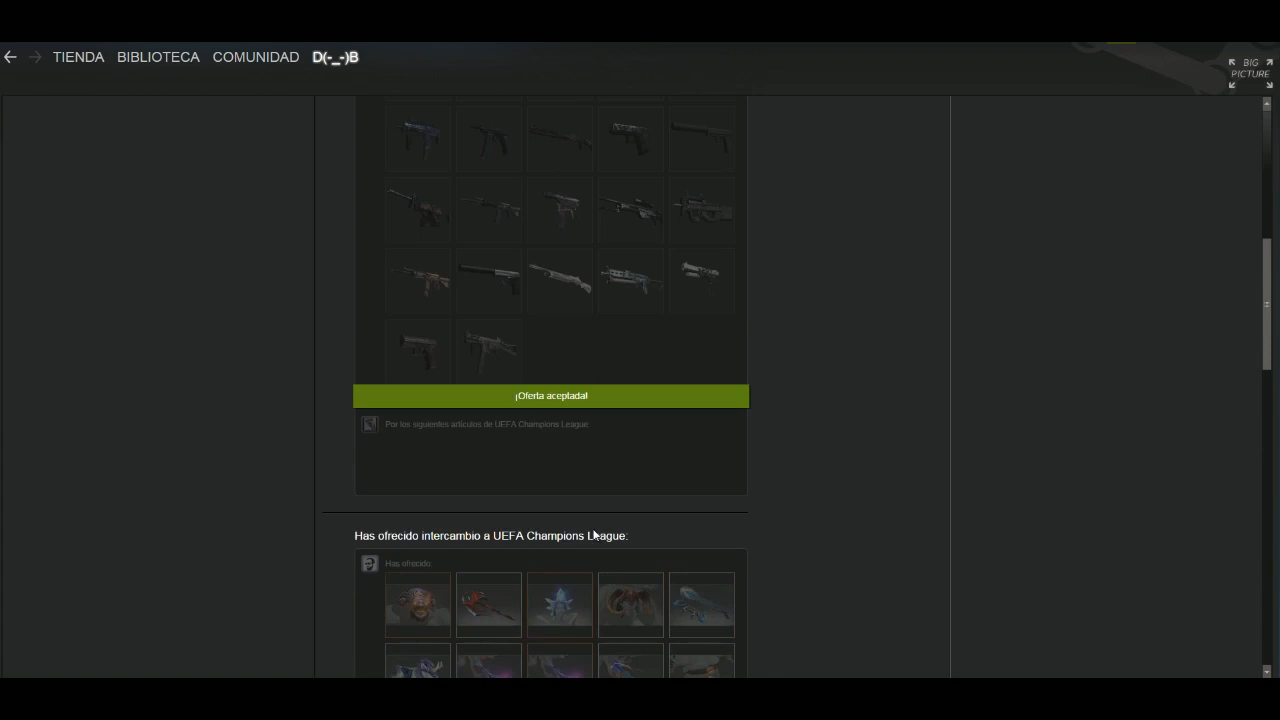 TIENDA BIBLIOTECA COMUNIDAD D(-_-)B
BIG
PICTURE
¡Oferta aceptada!
Por los siguientes artículos de UEFA Champions League:
Has ofrecido intercambio a UEFA Champions League:
Has ofrecido: